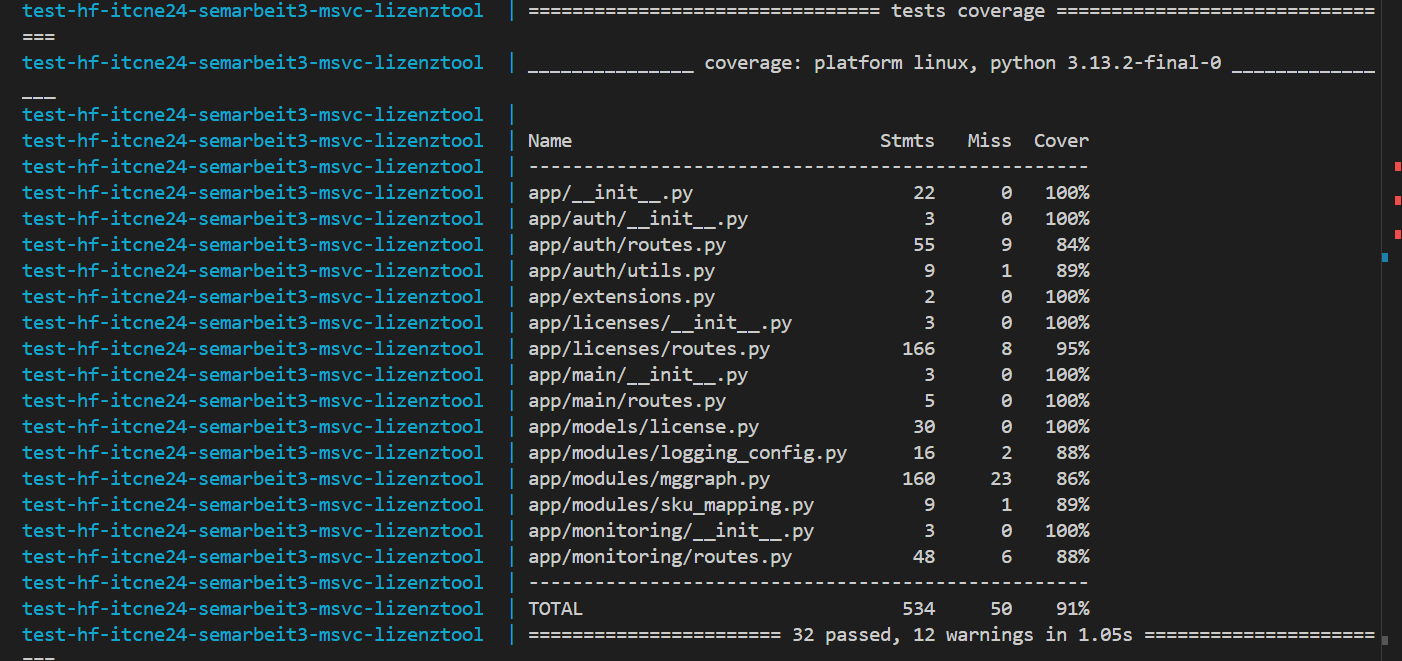 test-hf-itcne24-semarbeit3-msvc-lizenztool  | ================================ tests coverage =============================
===
test-hf-itcne24-semarbeit3-msvc-lizenztool  | _______________ coverage: platform linux, python 3.13.2-final-0 _____________
___
test-hf-itcne24-semarbeit3-msvc-lizenztool  |
test-hf-itcne24-semarbeit3-msvc-lizenztool  | Name                            Stmts   Miss  Cover
test-hf-itcne24-semarbeit3-msvc-lizenztool  | ---------------------------------------------------
test-hf-itcne24-semarbeit3-msvc-lizenztool  | app/__init__.py                    22      0   100%
test-hf-itcne24-semarbeit3-msvc-lizenztool  | app/auth/__init__.py                3      0   100%
test-hf-itcne24-semarbeit3-msvc-lizenztool  | app/auth/routes.py                 55      9    84%
test-hf-itcne24-semarbeit3-msvc-lizenztool  | app/auth/utils.py                   9      1    89%
test-hf-itcne24-semarbeit3-msvc-lizenztool  | app/extensions.py                   2      0   100%
test-hf-itcne24-semarbeit3-msvc-lizenztool  | app/licenses/__init__.py            3      0   100%
test-hf-itcne24-semarbeit3-msvc-lizenztool  | app/licenses/routes.py            166      8    95%
test-hf-itcne24-semarbeit3-msvc-lizenztool  | app/main/__init__.py                3      0   100%
test-hf-itcne24-semarbeit3-msvc-lizenztool  | app/main/routes.py                  5      0   100%
test-hf-itcne24-semarbeit3-msvc-lizenztool  | app/models/license.py              30      0   100%
test-hf-itcne24-semarbeit3-msvc-lizenztool  | app/modules/logging_config.py      16      2    88%
test-hf-itcne24-semarbeit3-msvc-lizenztool  | app/modules/mggraph.py            160     23    86%
test-hf-itcne24-semarbeit3-msvc-lizenztool  | app/modules/sku_mapping.py          9      1    89%
test-hf-itcne24-semarbeit3-msvc-lizenztool  | app/monitoring/__init__.py          3      0   100%
test-hf-itcne24-semarbeit3-msvc-lizenztool  | app/monitoring/routes.py           48      6    88%
test-hf-itcne24-semarbeit3-msvc-lizenztool  | ---------------------------------------------------
test-hf-itcne24-semarbeit3-msvc-lizenztool  | TOTAL                             534     50    91%
test-hf-itcne24-semarbeit3-msvc-lizenztool  | ======================= 32 passed, 12 warnings in 1.05s =====================
===